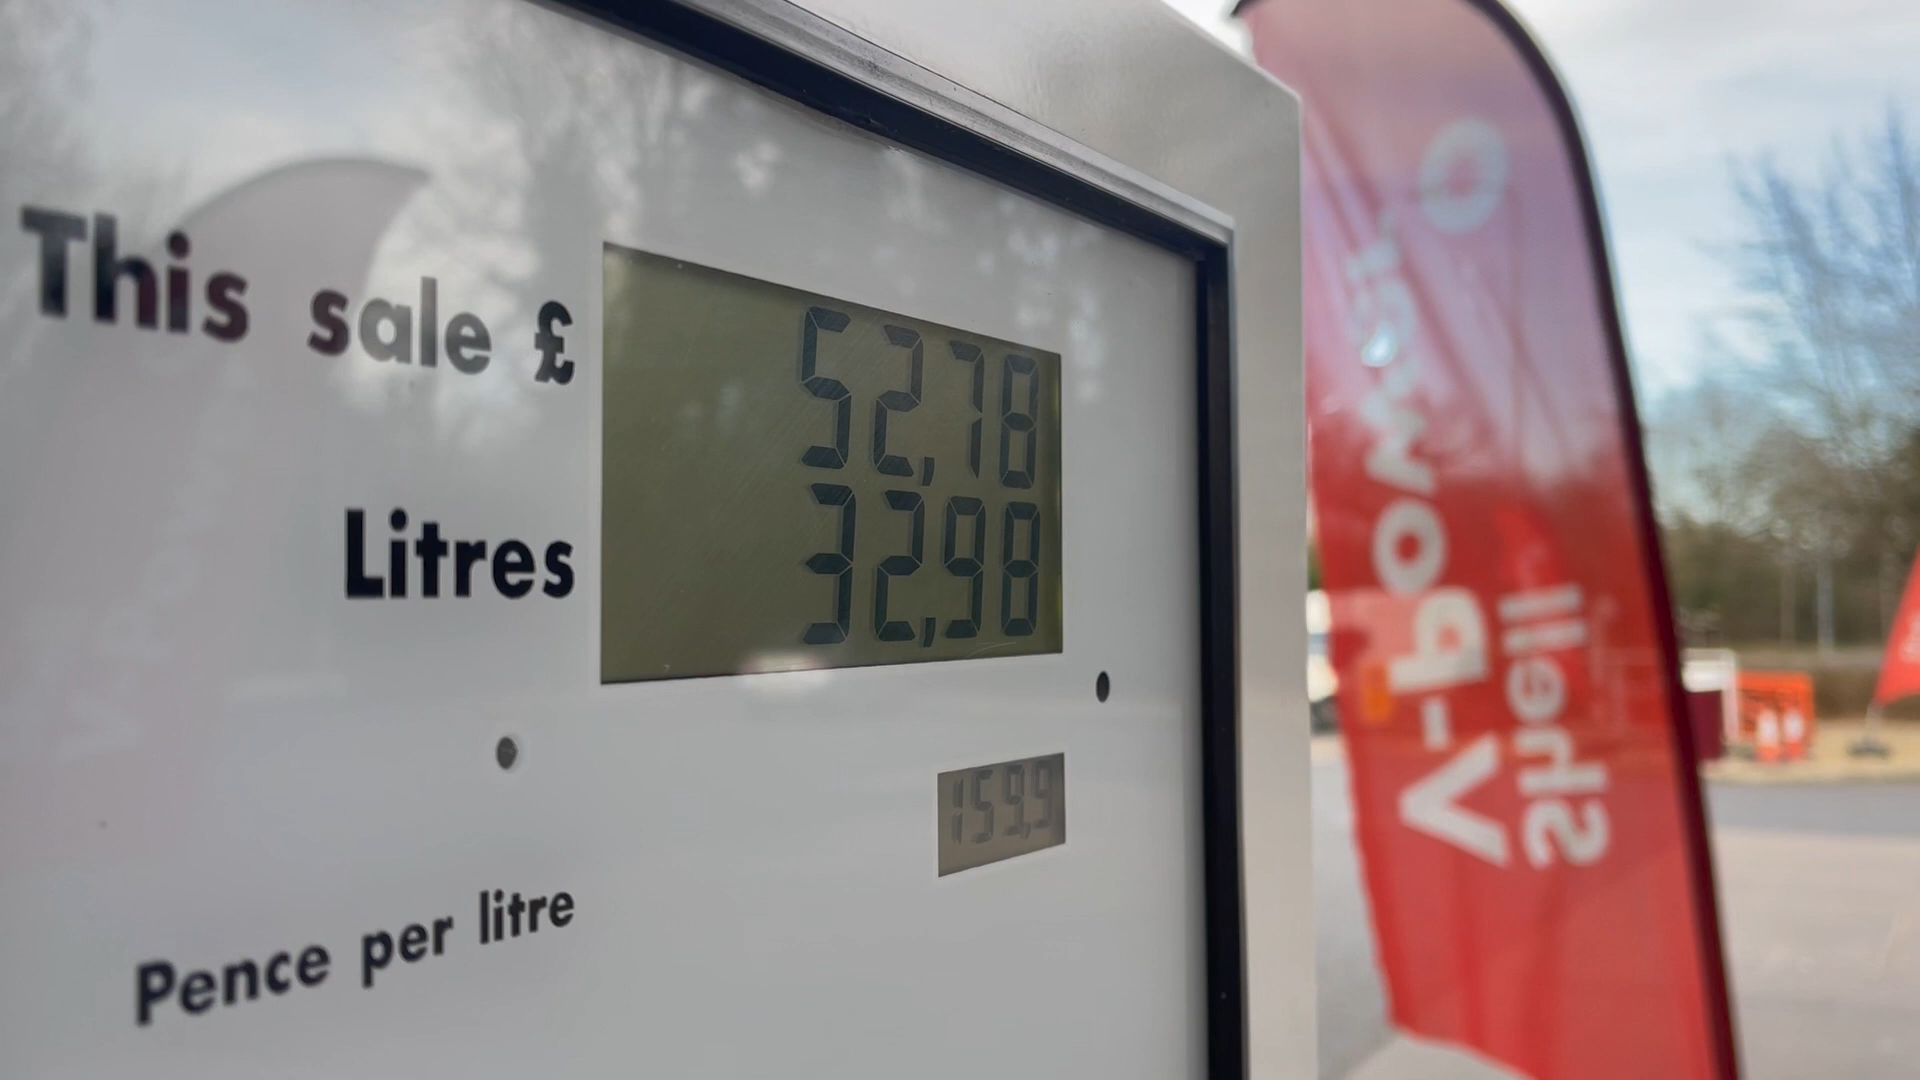 This sale £ 52,78
Litres 32,98
159,9
Pence per litre
V-Power
Shell